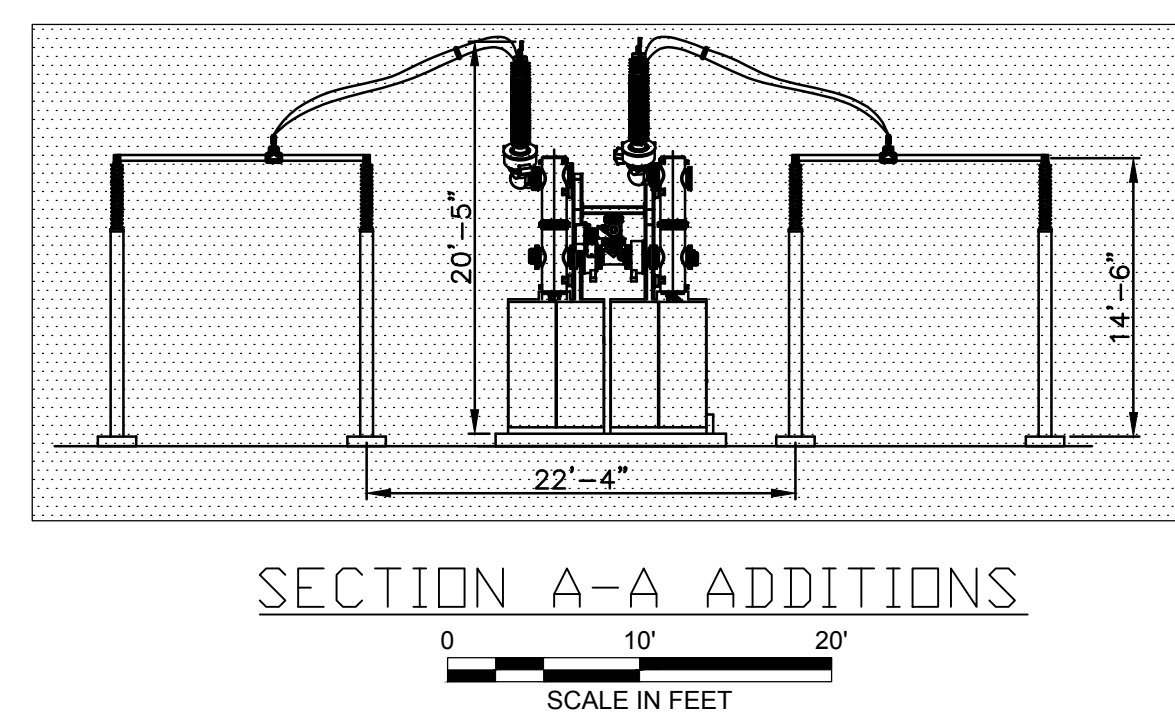 20'-5"
14'-6"
22'-4"
SECTION A-A ADDITIONS
0 10' 20'
SCALE IN FEET